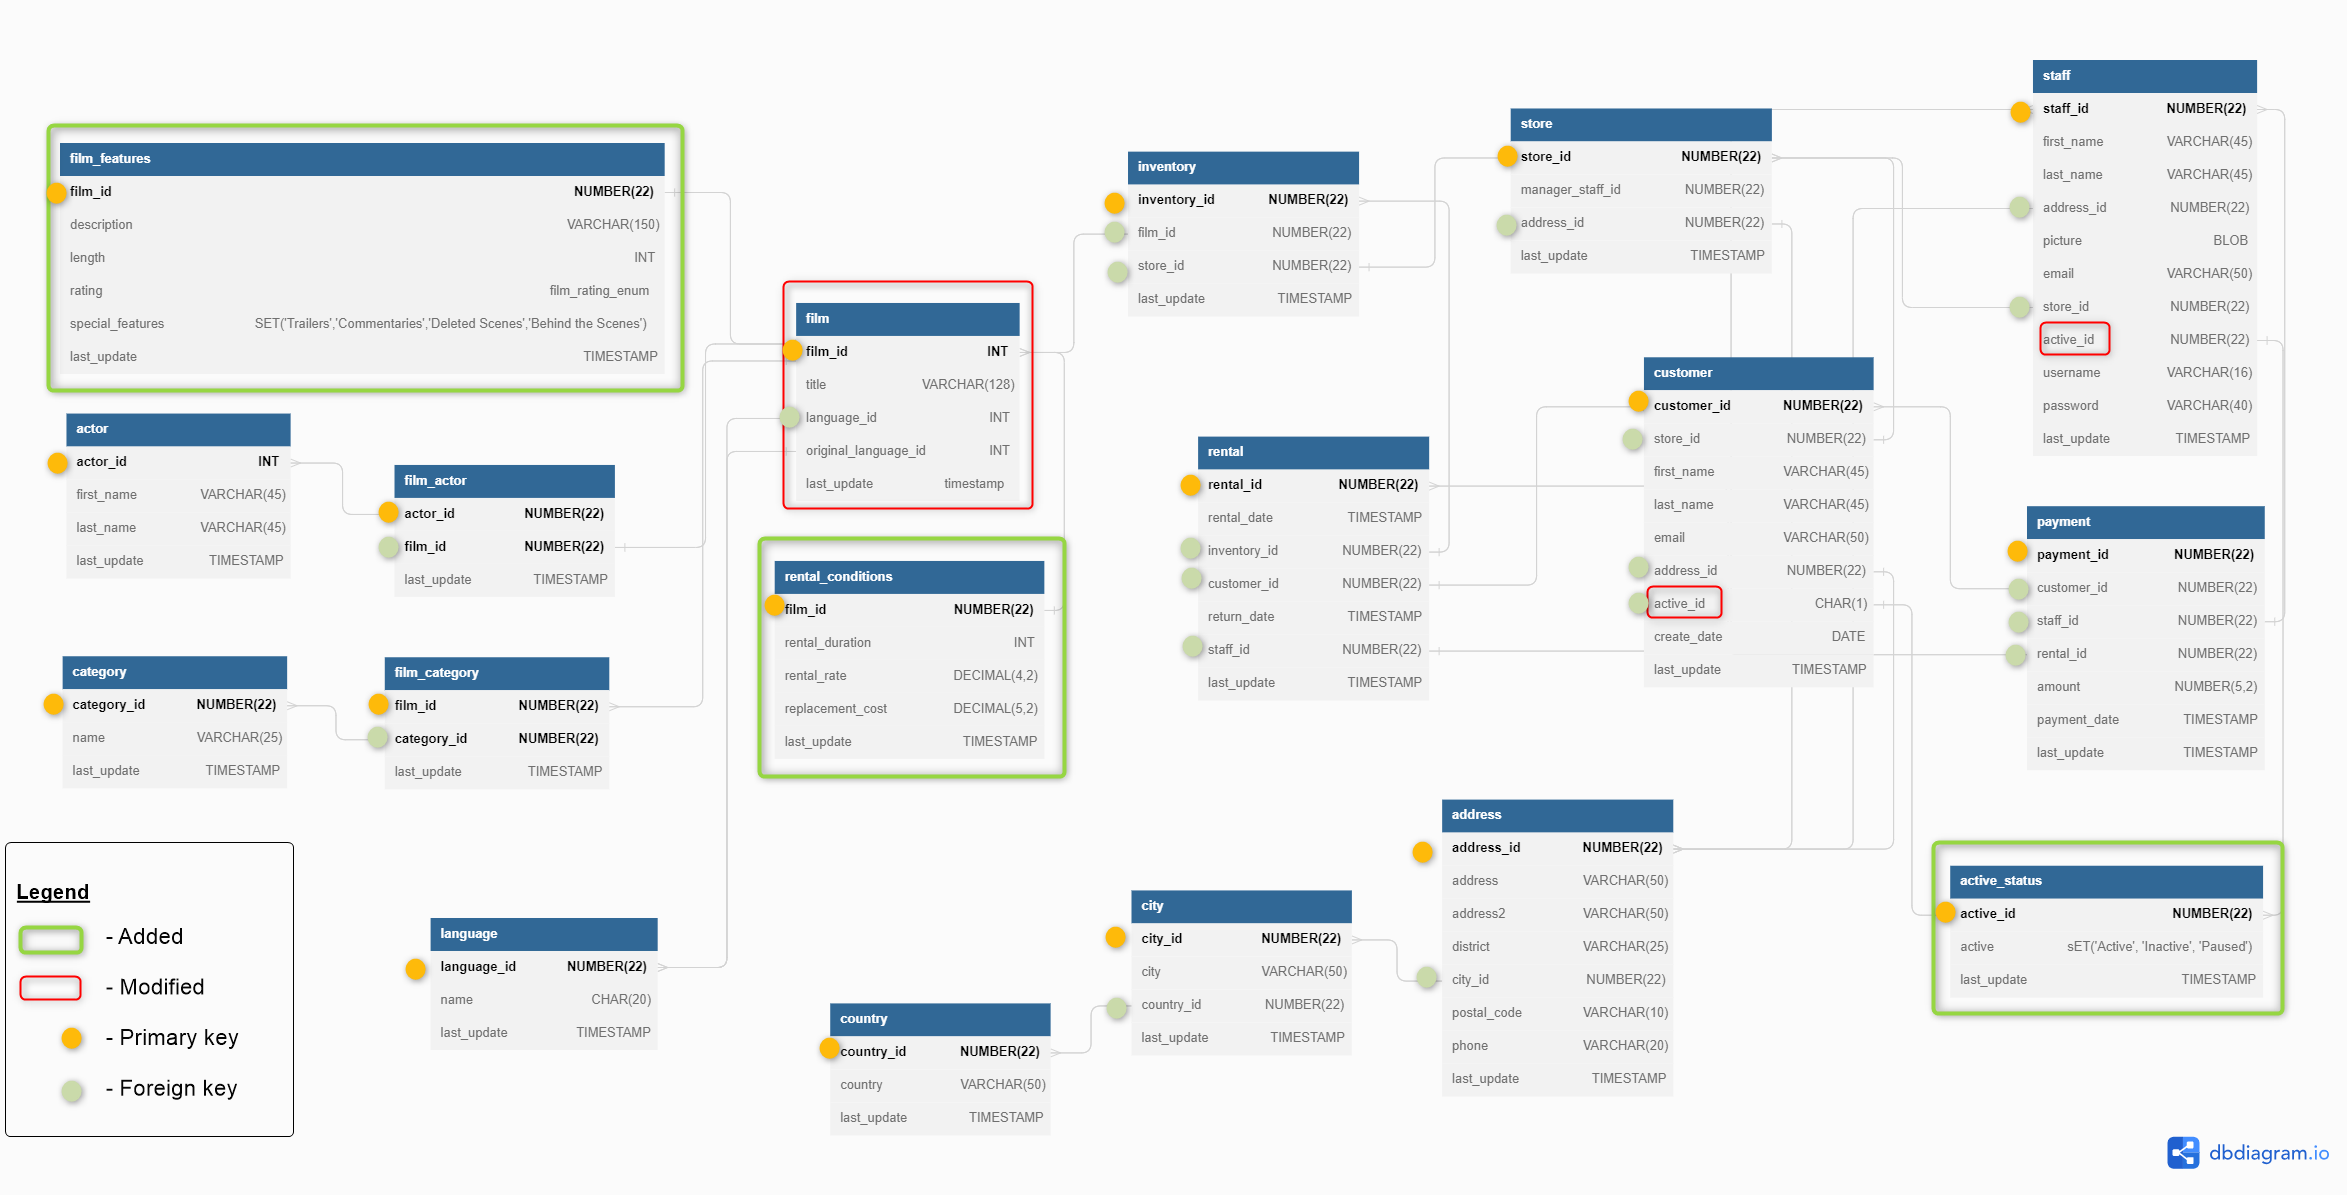 film_features
film_id NUMBER(22)
description VARCHAR(150)
length INT
rating film_rating_enum
special_features SET('Trailers','Commentaries','Deleted Scenes','Behind the Scenes')
last_update TIMESTAMP
actor
actor_id INT
first_name VARCHAR(45)
last_name VARCHAR(45)
last_update TIMESTAMP
film_actor
actor_id NUMBER(22)
film_id NUMBER(22)
last_update TIMESTAMP
category
category_id NUMBER(22)
name VARCHAR(25)
last_update TIMESTAMP
film_category
film_id NUMBER(22)
category_id NUMBER(22)
last_update TIMESTAMP
film
film_id INT
title VARCHAR(128)
language_id INT
original_language_id INT
last_update timestamp
rental_conditions
film_id NUMBER(22)
rental_duration INT
rental_rate DECIMAL(4,2)
replacement_cost DECIMAL(5,2)
last_update TIMESTAMP
language
language_id NUMBER(22)
name CHAR(20)
last_update TIMESTAMP
inventory
inventory_id NUMBER(22)
film_id NUMBER(22)
store_id NUMBER(22)
last_update TIMESTAMP
store
store_id NUMBER(22)
manager_staff_id NUMBER(22)
address_id NUMBER(22)
last_update TIMESTAMP
staff
staff_id NUMBER(22)
first_name VARCHAR(45)
last_name VARCHAR(45)
address_id NUMBER(22)
picture BLOB
email VARCHAR(50)
store_id NUMBER(22)
active_id NUMBER(22)
username VARCHAR(16)
password VARCHAR(40)
last_update TIMESTAMP
customer
customer_id NUMBER(22)
store_id NUMBER(22)
first_name VARCHAR(45)
last_name VARCHAR(45)
email VARCHAR(50)
address_id NUMBER(22)
active_id CHAR(1)
create_date DATE
last_update TIMESTAMP
rental
rental_id NUMBER(22)
rental_date TIMESTAMP
inventory_id NUMBER(22)
customer_id NUMBER(22)
return_date TIMESTAMP
staff_id NUMBER(22)
last_update TIMESTAMP
payment
payment_id NUMBER(22)
customer_id NUMBER(22)
staff_id NUMBER(22)
rental_id NUMBER(22)
amount NUMBER(5,2)
payment_date TIMESTAMP
last_update TIMESTAMP
address
address_id NUMBER(22)
address VARCHAR(50)
address2 VARCHAR(50)
district VARCHAR(25)
city_id NUMBER(22)
postal_code VARCHAR(10)
phone VARCHAR(20)
last_update TIMESTAMP
city
city_id NUMBER(22)
city VARCHAR(50)
country_id NUMBER(22)
last_update TIMESTAMP
country
country_id NUMBER(22)
country VARCHAR(50)
last_update TIMESTAMP
active_status
active_id NUMBER(22)
active sET('Active', 'Inactive', 'Paused')
last_update TIMESTAMP
Legend
- Added
- Modified
- Primary key
- Foreign key
dbdiagram.io